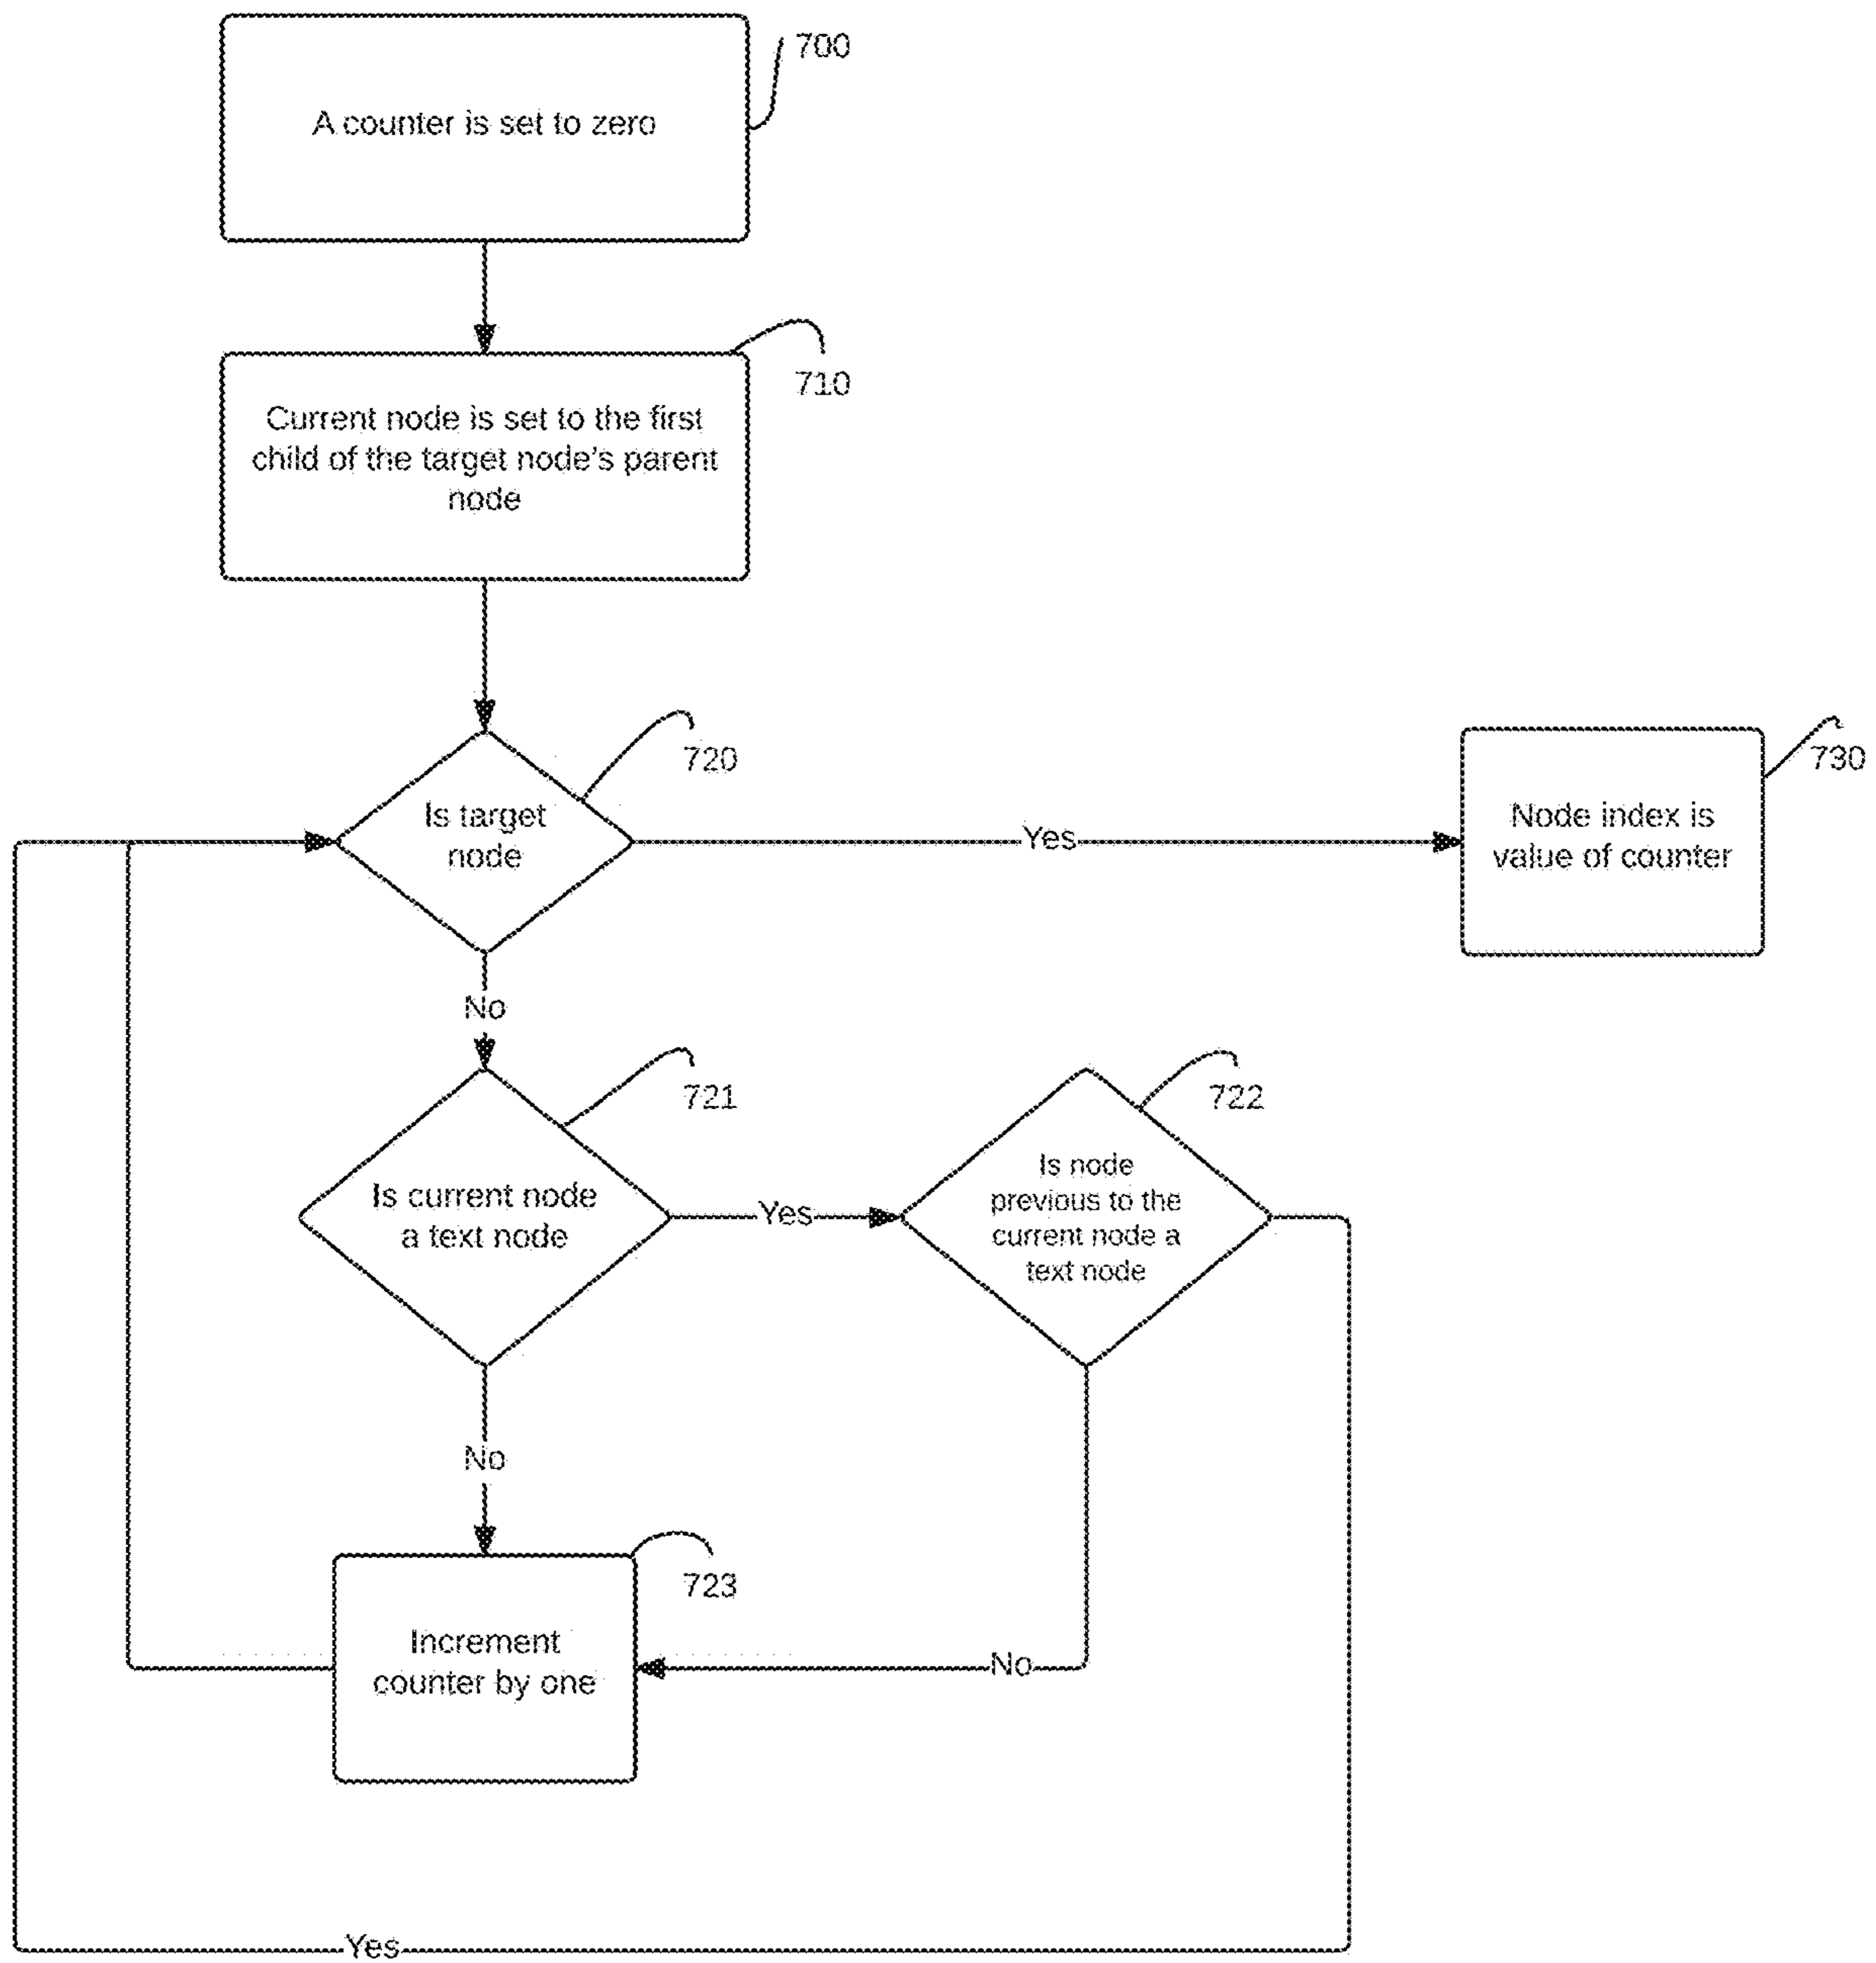 700
A counter is set to zero
710
Current node is set to the first
child of the target node's parent
node
720
730
Is target
node
Yes
Node index is
value of counter
No
721
722
Is current node
a text node
Yes
Is node
previous to the
current node a
text node
No
723
Increment
counter by one
No
Yes